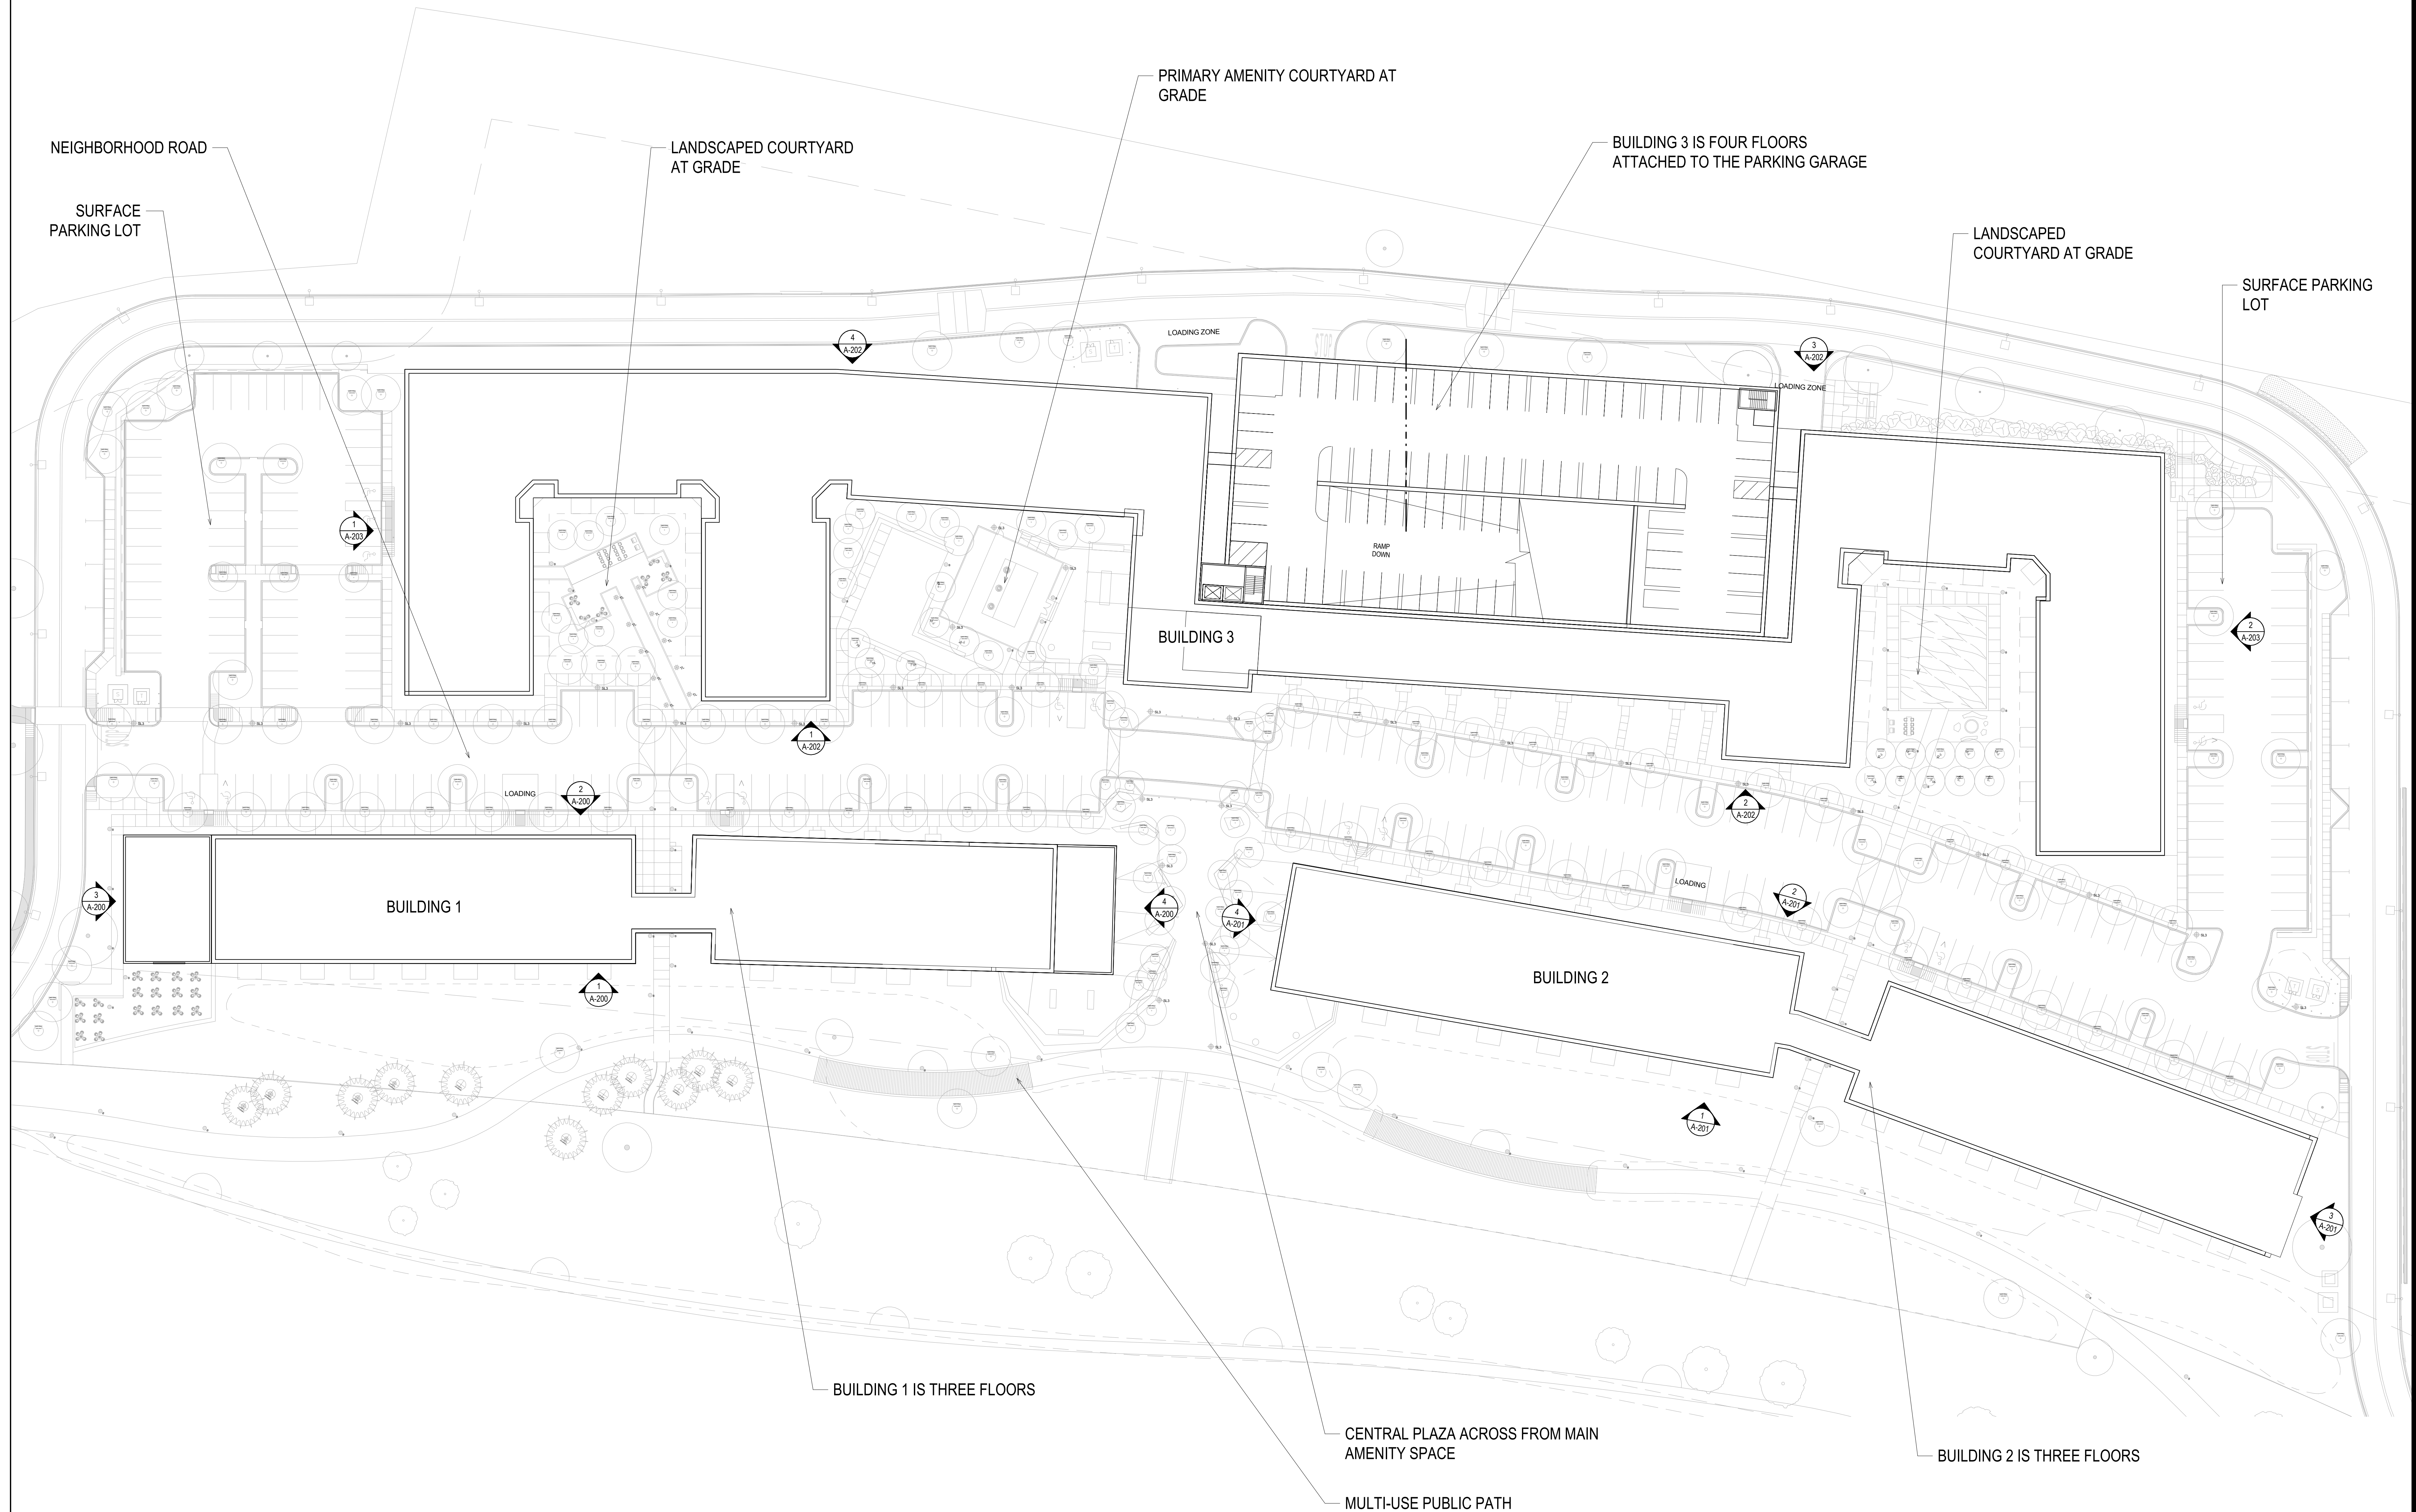 PRIMARY AMENITY COURTYARD AT
GRADE
NEIGHBORHOOD ROAD
LANDSCAPED COURTYARD
AT GRADE
BUILDING 3 IS FOUR FLOORS
ATTACHED TO THE PARKING GARAGE
SURFACE
PARKING LOT
LANDSCAPED
COURTYARD AT GRADE
SURFACE PARKING
LOT
LOADING ZONE
4
A-202
3
A-202
LOADING ZONE
1
A-203
RAMP
DOWN
BUILDING 3
2
A-203
1
A-202
LOADING
2
A-200
2
A-202
LOADING
3
A-200
BUILDING 1
4
A-200
4
A-201
2
A-201
BUILDING 2
1
A-200
1
A-201
3
A-201
BUILDING 1 IS THREE FLOORS
CENTRAL PLAZA ACROSS FROM MAIN
AMENITY SPACE
BUILDING 2 IS THREE FLOORS
MULTI-USE PUBLIC PATH